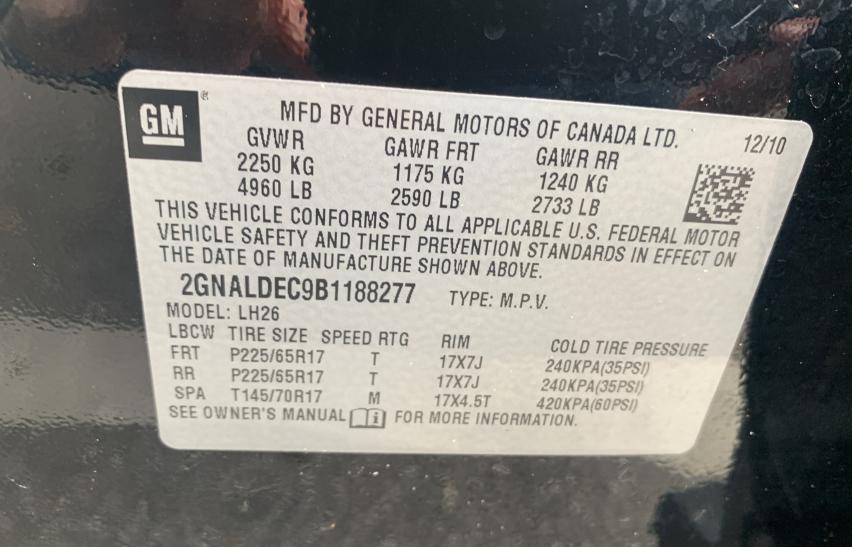 GM®
MFD BY GENERAL MOTORS OF CANADA LTD. 12/10
GVWR GAWR FRT GAWR RR
2250 KG 1175 KG 1240 KG
4960 LB 2590 LB 2733 LB
THIS VEHICLE CONFORMS TO ALL APPLICABLE U.S. FEDERAL MOTOR
VEHICLE SAFETY AND THEFT PREVENTION STANDARDS IN EFFECT ON
THE DATE OF MANUFACTURE SHOWN ABOVE.
2GNALDEC9B1188277 TYPE: M.P.V.
MODEL: LH26
LBCW TIRE SIZE SPEED RTG RIM COLD TIRE PRESSURE
FRT P225/65R17 T 17X7J 240KPA(35PSI)
RR P225/65R17 T 17X7J 240KPA(35PSI)
SPA T145/70R17 M 17X4.5T 420KPA(60PSI)
SEE OWNER'S MANUAL i FOR MORE INFORMATION.